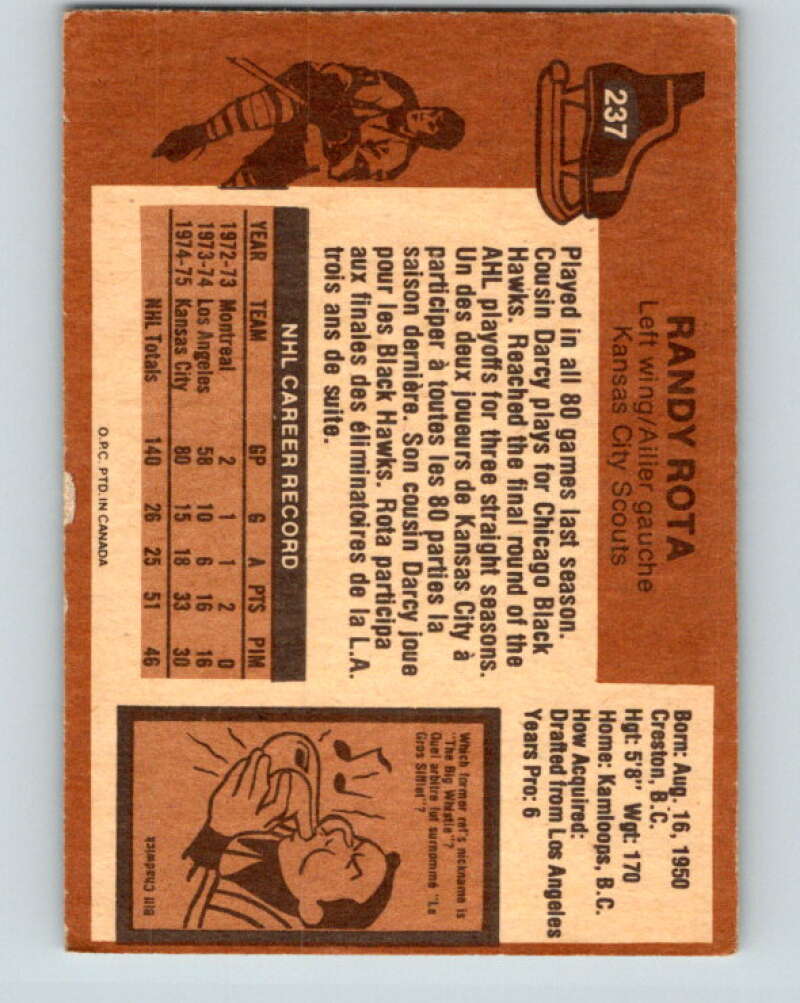 237
RANDY ROTA
Left wing/Ailier gauche
Kansas City Scouts
Played in all 80 games last season.
Cousin Darcy plays for Chicago Black
Hawks. Reached the final round of the
AHL playoffs for three straight seasons.
Un des deux joueurs de Kansas City à
participer à toutes les 80 parties la
saison dernière. Son cousin Darcy joue
pour les Black Hawks. Rota participa
aux finales des éliminatoires de la L.A.
trois ans de suite.
NHL CAREER RECORD
YEAR TEAM GP G A PTS PIM
1972-73 Montreal 2 1 1 2 0
1973-74 Los Angeles 58 10 6 16 16
1974-75 Kansas City 80 15 18 33 30
NHL Totals 140 26 25 51 46
O.P.C. PTD. IN CANADA
Born: Aug. 16, 1950
Creston, B.C.
Hgt: 5'8" Wgt: 170
Home: Kamloops, B.C.
How Acquired:
Drafted from Los Angeles
Years Pro: 6
Which former ref's nickname is
"The Big Whistle"?
Quel arbitre fut surnommé "Le
Gros Sifflet"?
Bill Chadwick